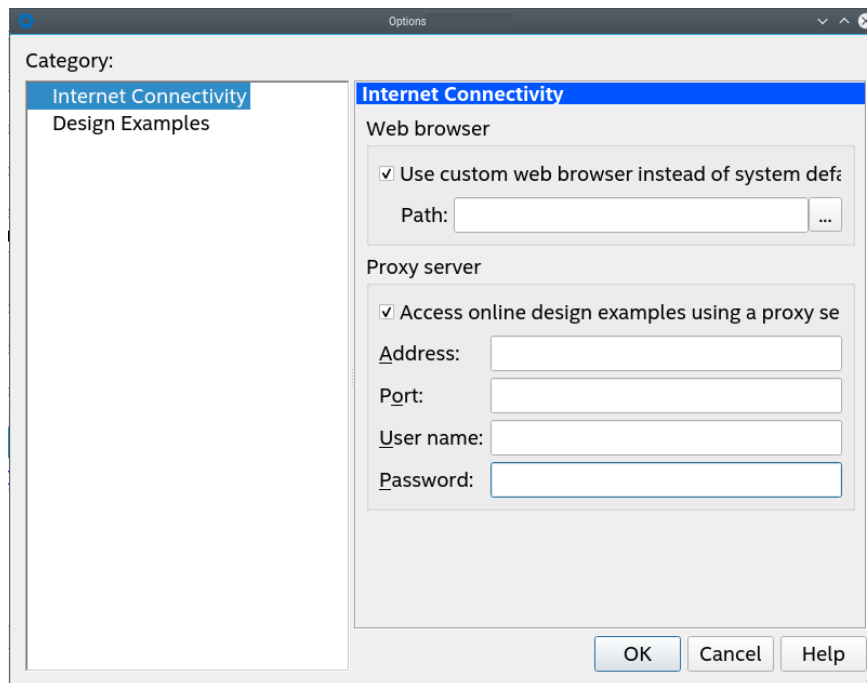 Options
Category:
Internet Connectivity
Design Examples
Internet Connectivity
Web browser
Use custom web browser instead of system defa
Path:
...
Proxy server
Access online design examples using a proxy se
Address:
Port:
User name:
Password:
OK Cancel Help